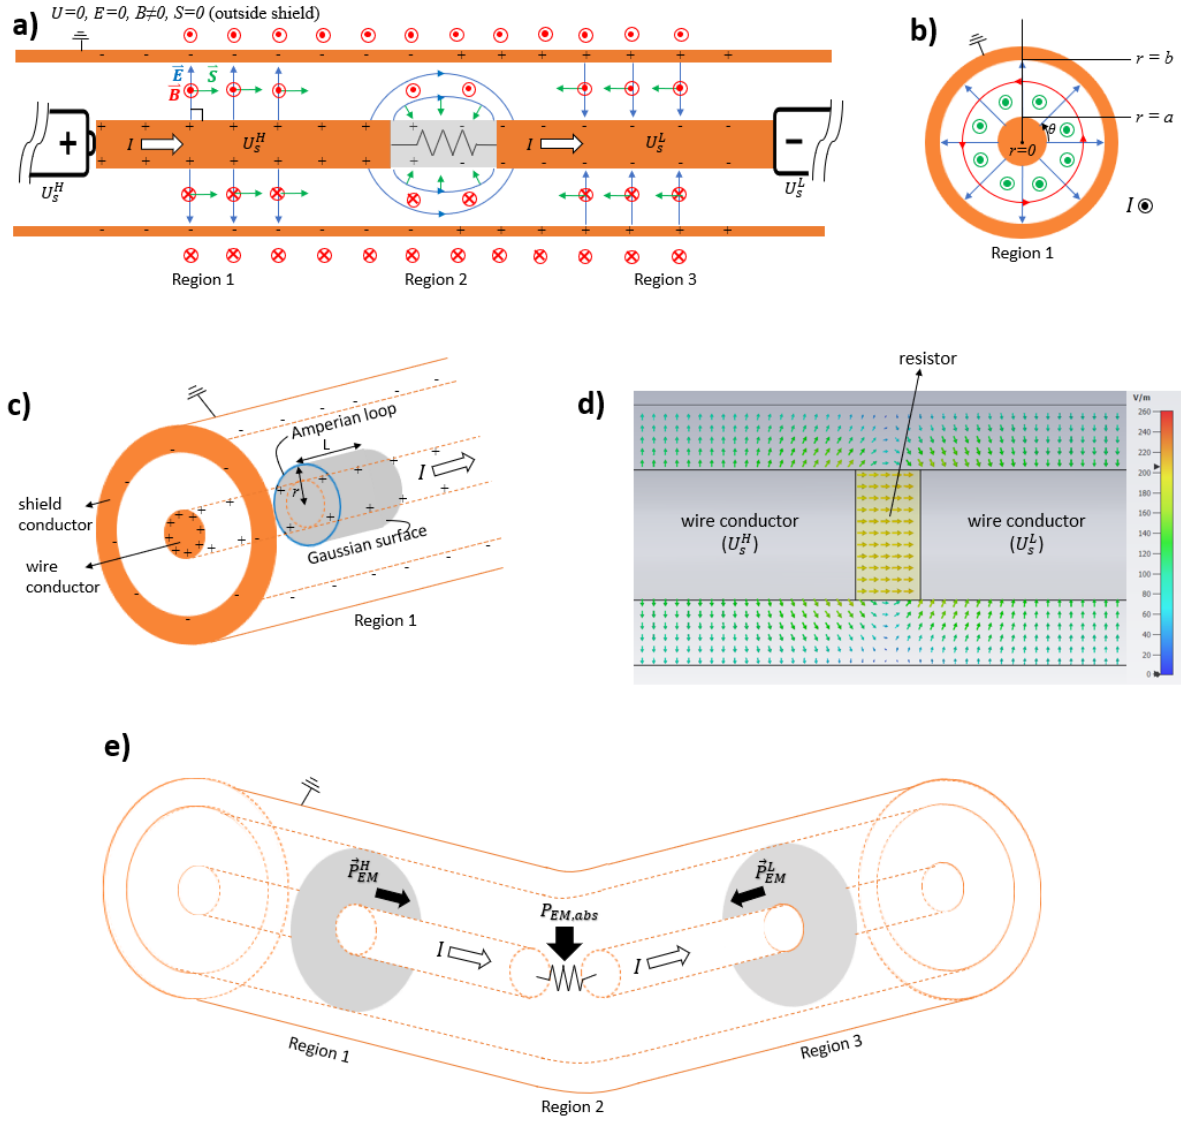 a)
U=0, E=0, B≠0, S=0 (outside shield)
- - - - - - - - + + + + + + +
E⃗ S⃗
B⃗
+ + + + + + + + - - - - - - -
+ I U_s^H I U_s^L -
+ + + + + + + + - - - - - - -
U_s^H U_s^L
- - - - - - - - + + + + + + +
Region 1 Region 2 Region 3
b)
r = b
r = a
θ
r=0
I
Region 1
c)
Amperian loop
L
r
I
shield
conductor
wire
conductor
Gaussian surface
Region 1
d)
resistor
V/m
260
240
220
200
180
160
140
120
100
80
60
40
20
0
wire conductor
(U_s^H)
wire conductor
(U_s^L)
e)
P⃗_EM^H
P⃗_EM^L
P_EM,abs
I
I
Region 1
Region 3
Region 2